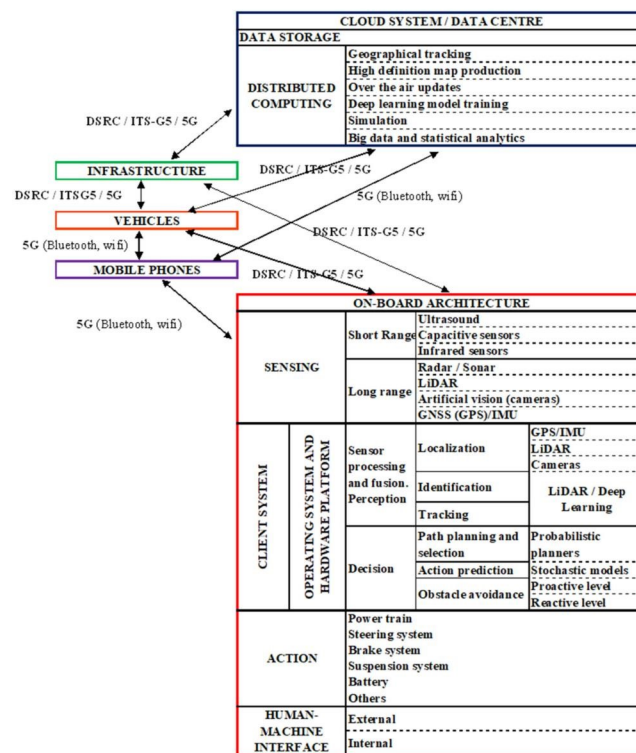 CLOUD SYSTEM / DATA CENTRE
DATA STORAGE
DISTRIBUTED
COMPUTING
Geographical tracking
High definition map production
Over the air updates
Deep learning model training
Simulation
Big data and statistical analytics
DSRC / ITS-G5 / 5G
INFRASTRUCTURE
DSRC / ITS-G5 / 5G
DSRC / ITSG5 / 5G
5G (Bluetooth, wifi)
VEHICLES
DSRC / ITS-G5 / 5G
5G (Bluetooth, wifi)
MOBILE PHONES
DSRC / ITS-G5 / 5G
5G (Bluetooth, wifi)
ON-BOARD ARCHITECTURE
SENSING
Short Range
Ultrasound
Capacitive sensors
Infrared sensors
Long range
Radar / Sonar
LiDAR
Artificial vision (cameras)
GNSS (GPS)/IMU
CLIENT SYSTEM
OPERATING SYSTEM AND
HARDWARE PLATFORM
Sensor
processing
and fusion.
Perception
Localization
GPS/IMU
LiDAR
Cameras
Identification
Tracking
LiDAR / Deep
Learning
Decision
Path planning and
selection
Probabilistic
planners
Action prediction
Stochastic models
Obstacle avoidance
Proactive level
Reactive level
ACTION
Power train
Steering system
Brake system
Suspension system
Battery
Others
HUMAN-
MACHINE
INTERFACE
External
Internal